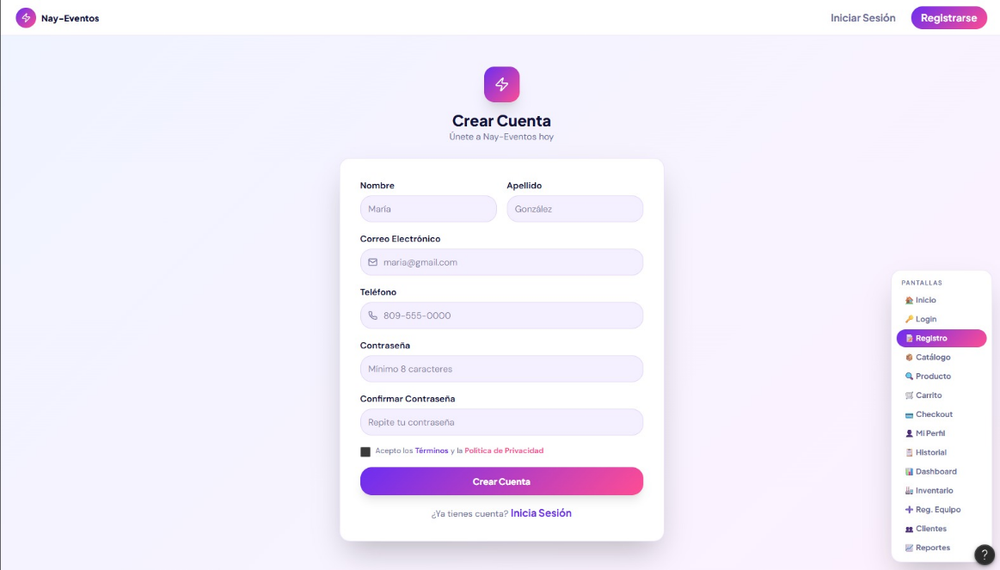 Nay-Eventos
Iniciar Sesión
Registrarse
Crear Cuenta
Únete a Nay-Eventos hoy
Nombre
Apellido
María
González
Correo Electrónico
maria@gmail.com
Teléfono
809-555-0000
Contraseña
Mínimo 8 caracteres
Confirmar Contraseña
Repite tu contraseña
Acepto los Términos y la Política de Privacidad
Crear Cuenta
¿Ya tienes cuenta? Inicia Sesión
PANTALLAS
Inicio
Login
Registro
Catálogo
Producto
Carrito
Checkout
Mi Perfil
Historial
Dashboard
Inventario
Reg. Equipo
Clientes
Reportes
?